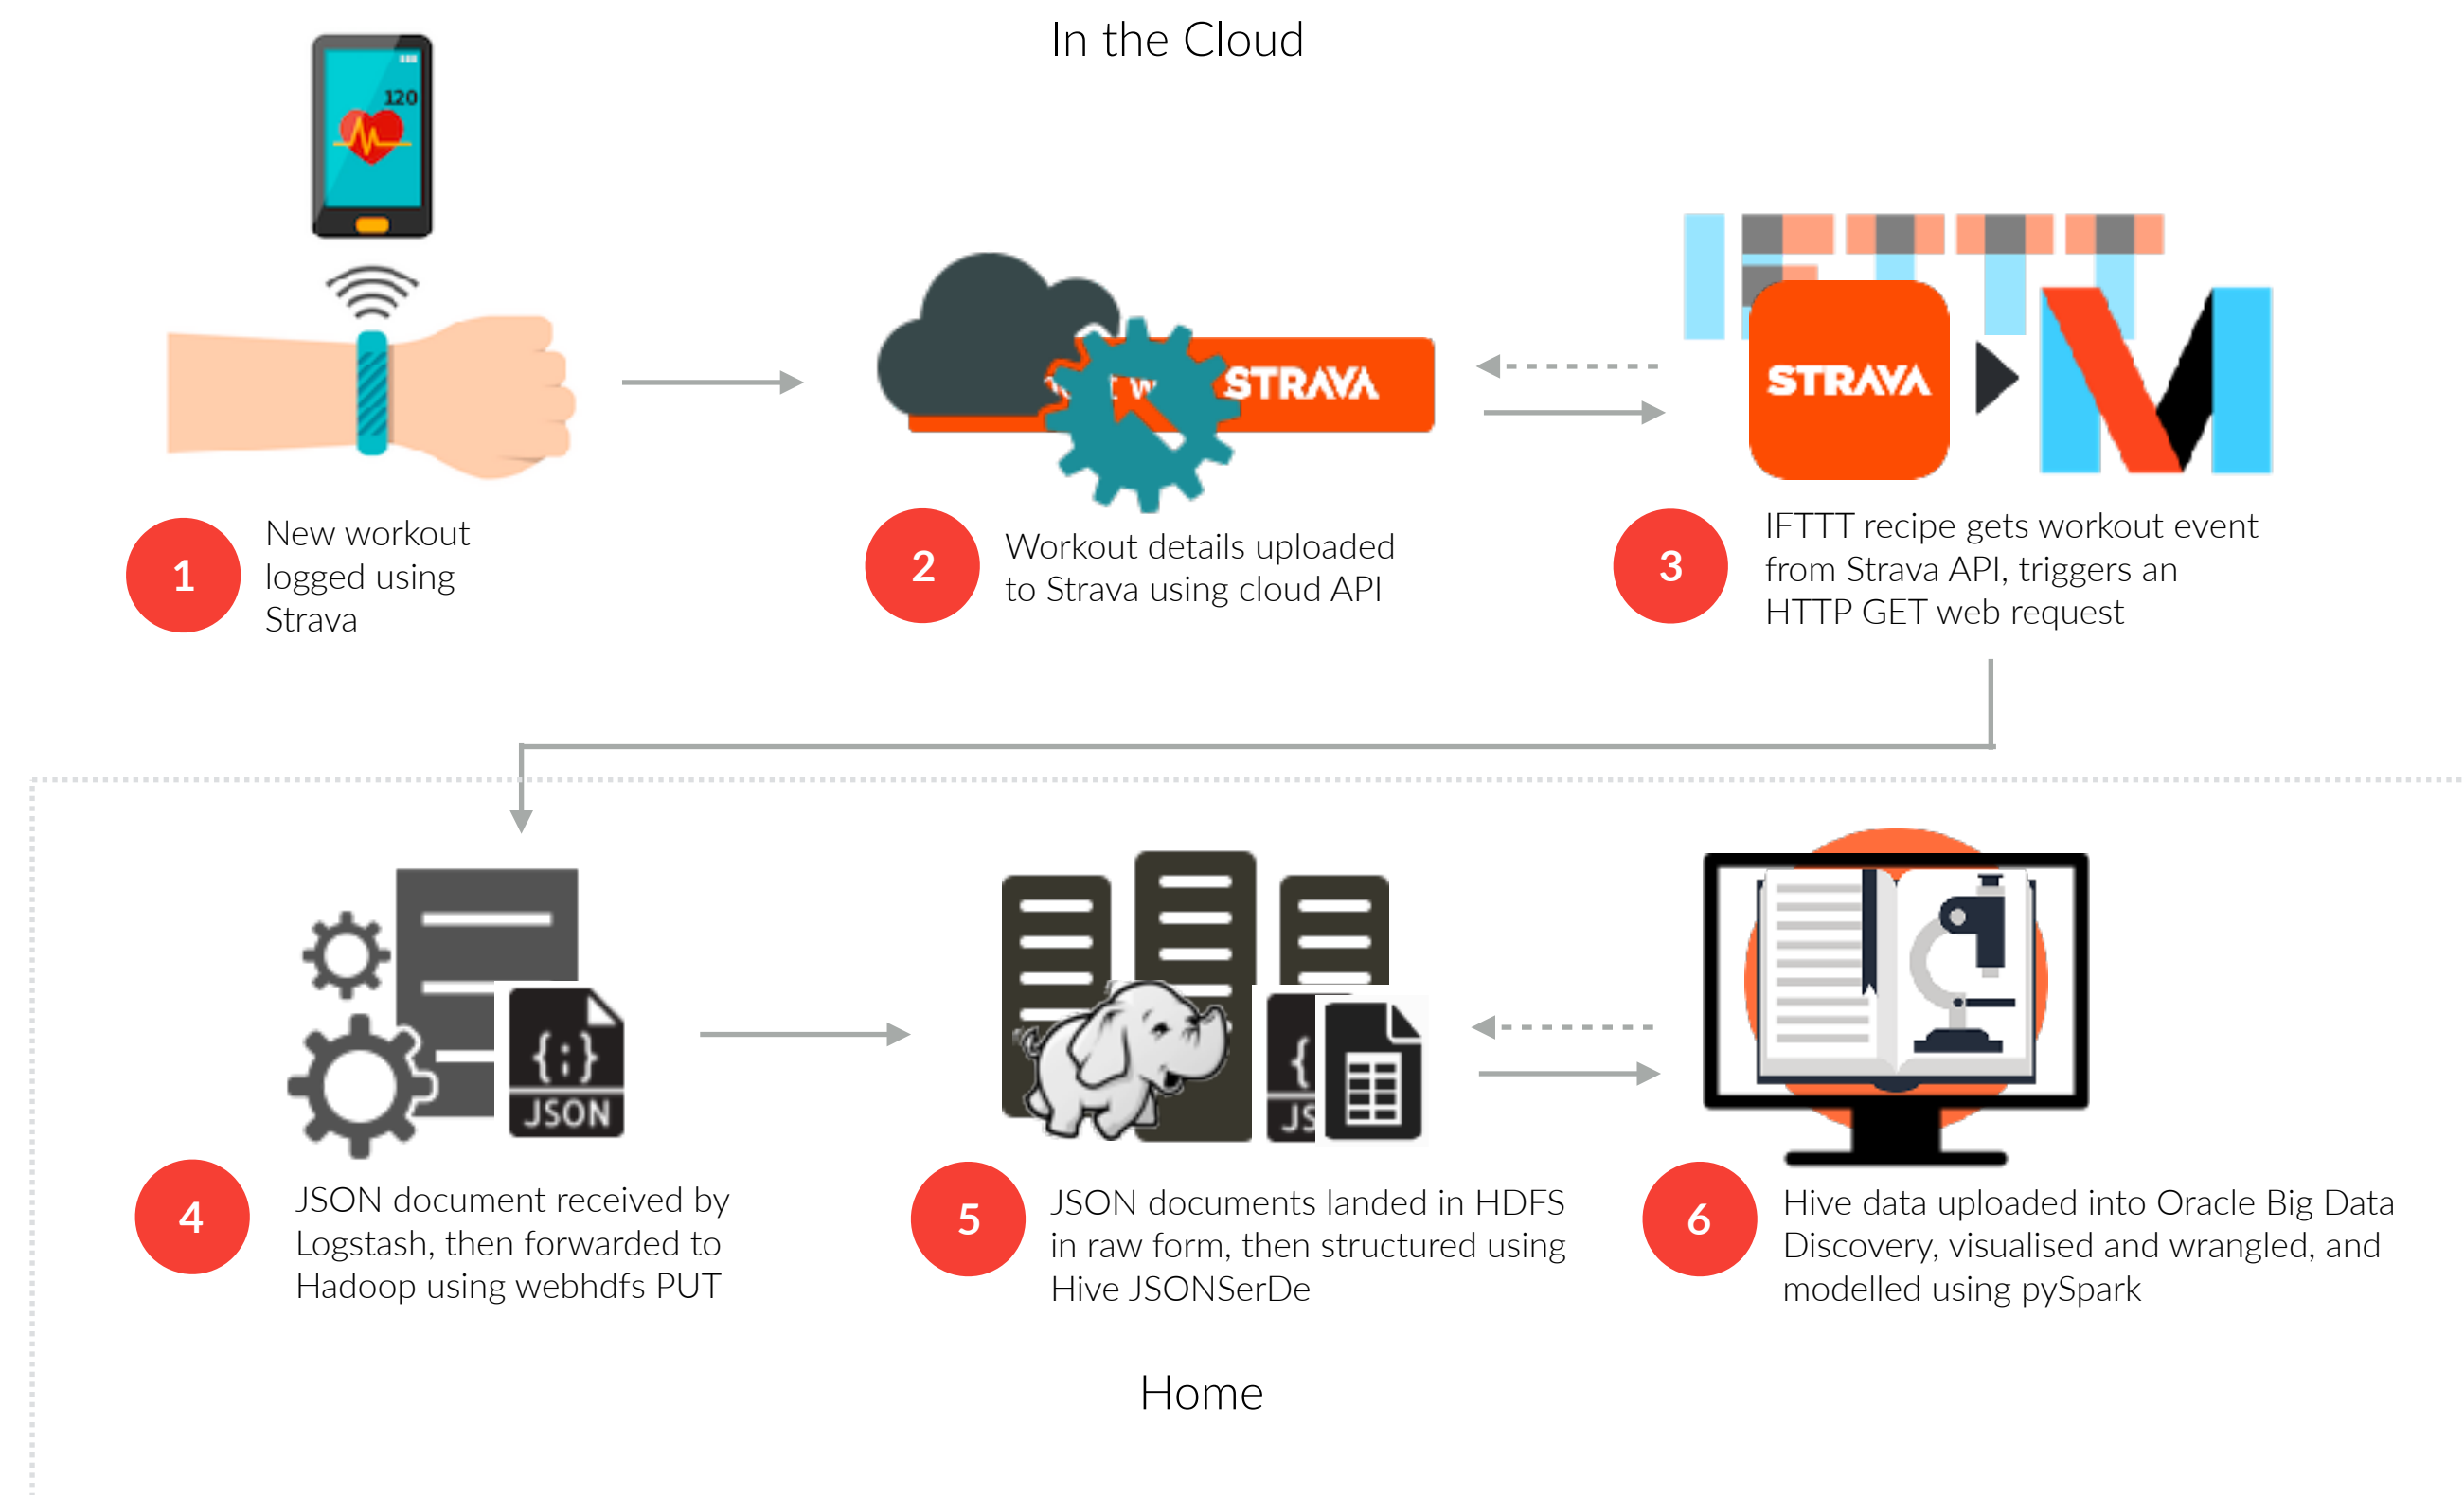 In the Cloud
120
IFTTT
STRAVA
STRAVA
1
New workout
logged using
Strava
2
Workout details uploaded
to Strava using cloud API
3
IFTTT recipe gets workout event
from Strava API, triggers an
HTTP GET web request
{;}
JSON
{
JS
4
JSON document received by
Logstash, then forwarded to
Hadoop using webhdfs PUT
5
JSON documents landed in HDFS
in raw form, then structured using
Hive JSONSerDe
6
Hive data uploaded into Oracle Big Data
Discovery, visualised and wrangled, and
modelled using pySpark
Home